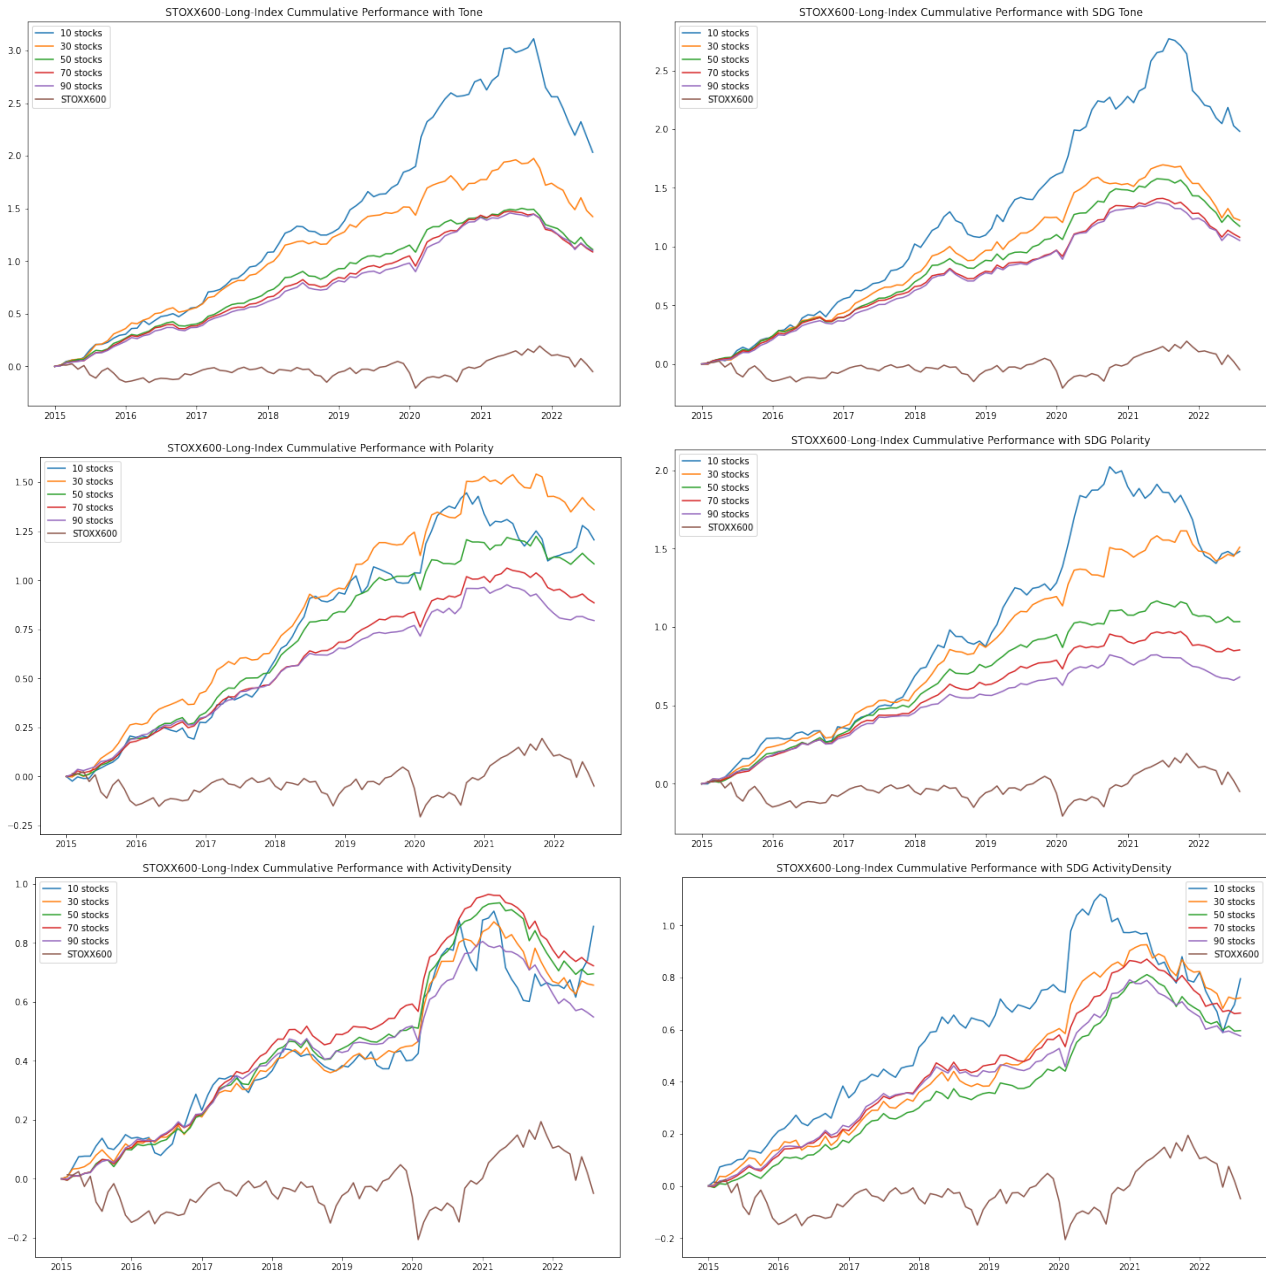 STOXX600-Long-Index Cummulative Performance with Tone
10 stocks
30 stocks
50 stocks
70 stocks
90 stocks
STOXX600
3.0
2.5
2.0
1.5
1.0
0.5
0.0
2015 2016 2017 2018 2019 2020 2021 2022
STOXX600-Long-Index Cummulative Performance with SDG Tone
10 stocks
30 stocks
50 stocks
70 stocks
90 stocks
STOXX600
2.5
2.0
1.5
1.0
0.5
0.0
2015 2016 2017 2018 2019 2020 2021 2022
STOXX600-Long-Index Cummulative Performance with Polarity
10 stocks
30 stocks
50 stocks
70 stocks
90 stocks
STOXX600
1.50
1.25
1.00
0.75
0.50
0.25
0.00
−0.25
2015 2016 2017 2018 2019 2020 2021 2022
STOXX600-Long-Index Cummulative Performance with SDG Polarity
10 stocks
30 stocks
50 stocks
70 stocks
90 stocks
STOXX600
2.0
1.5
1.0
0.5
0.0
2015 2016 2017 2018 2019 2020 2021 2022
STOXX600-Long-Index Cummulative Performance with ActivityDensity
10 stocks
30 stocks
50 stocks
70 stocks
90 stocks
STOXX600
1.0
0.8
0.6
0.4
0.2
0.0
−0.2
2015 2016 2017 2018 2019 2020 2021 2022
STOXX600-Long-Index Cummulative Performance with SDG ActivityDensity
10 stocks
30 stocks
50 stocks
70 stocks
90 stocks
STOXX600
1.0
0.8
0.6
0.4
0.2
0.0
−0.2
2015 2016 2017 2018 2019 2020 2021 2022